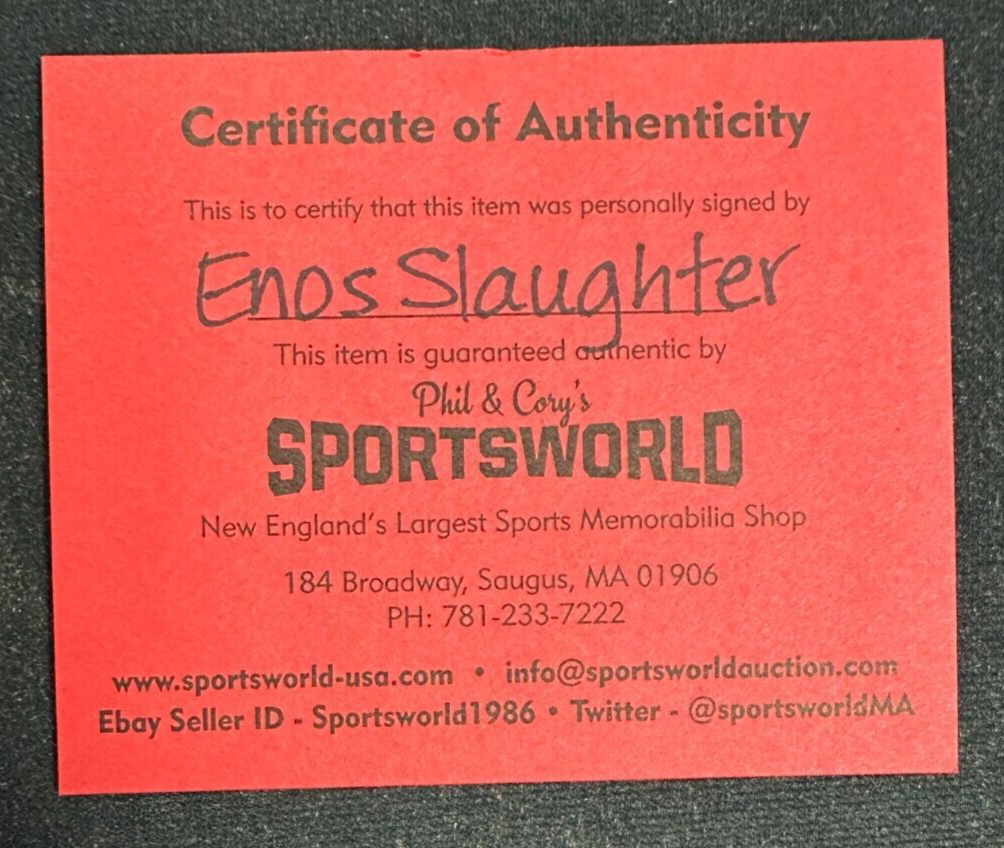 Certificate of Authenticity
This is to certify that this item was personally signed by
Enos Slaughter
This item is guaranteed authentic by
Phil & Cory's
SPORTSWORLD
New England's Largest Sports Memorabilia Shop
184 Broadway, Saugus, MA 01906
PH: 781-233-7222
www.sportsworld-usa.com • info@sportsworldauction.com
Ebay Seller ID - Sportsworld1986 • Twitter - @sportsworldMA